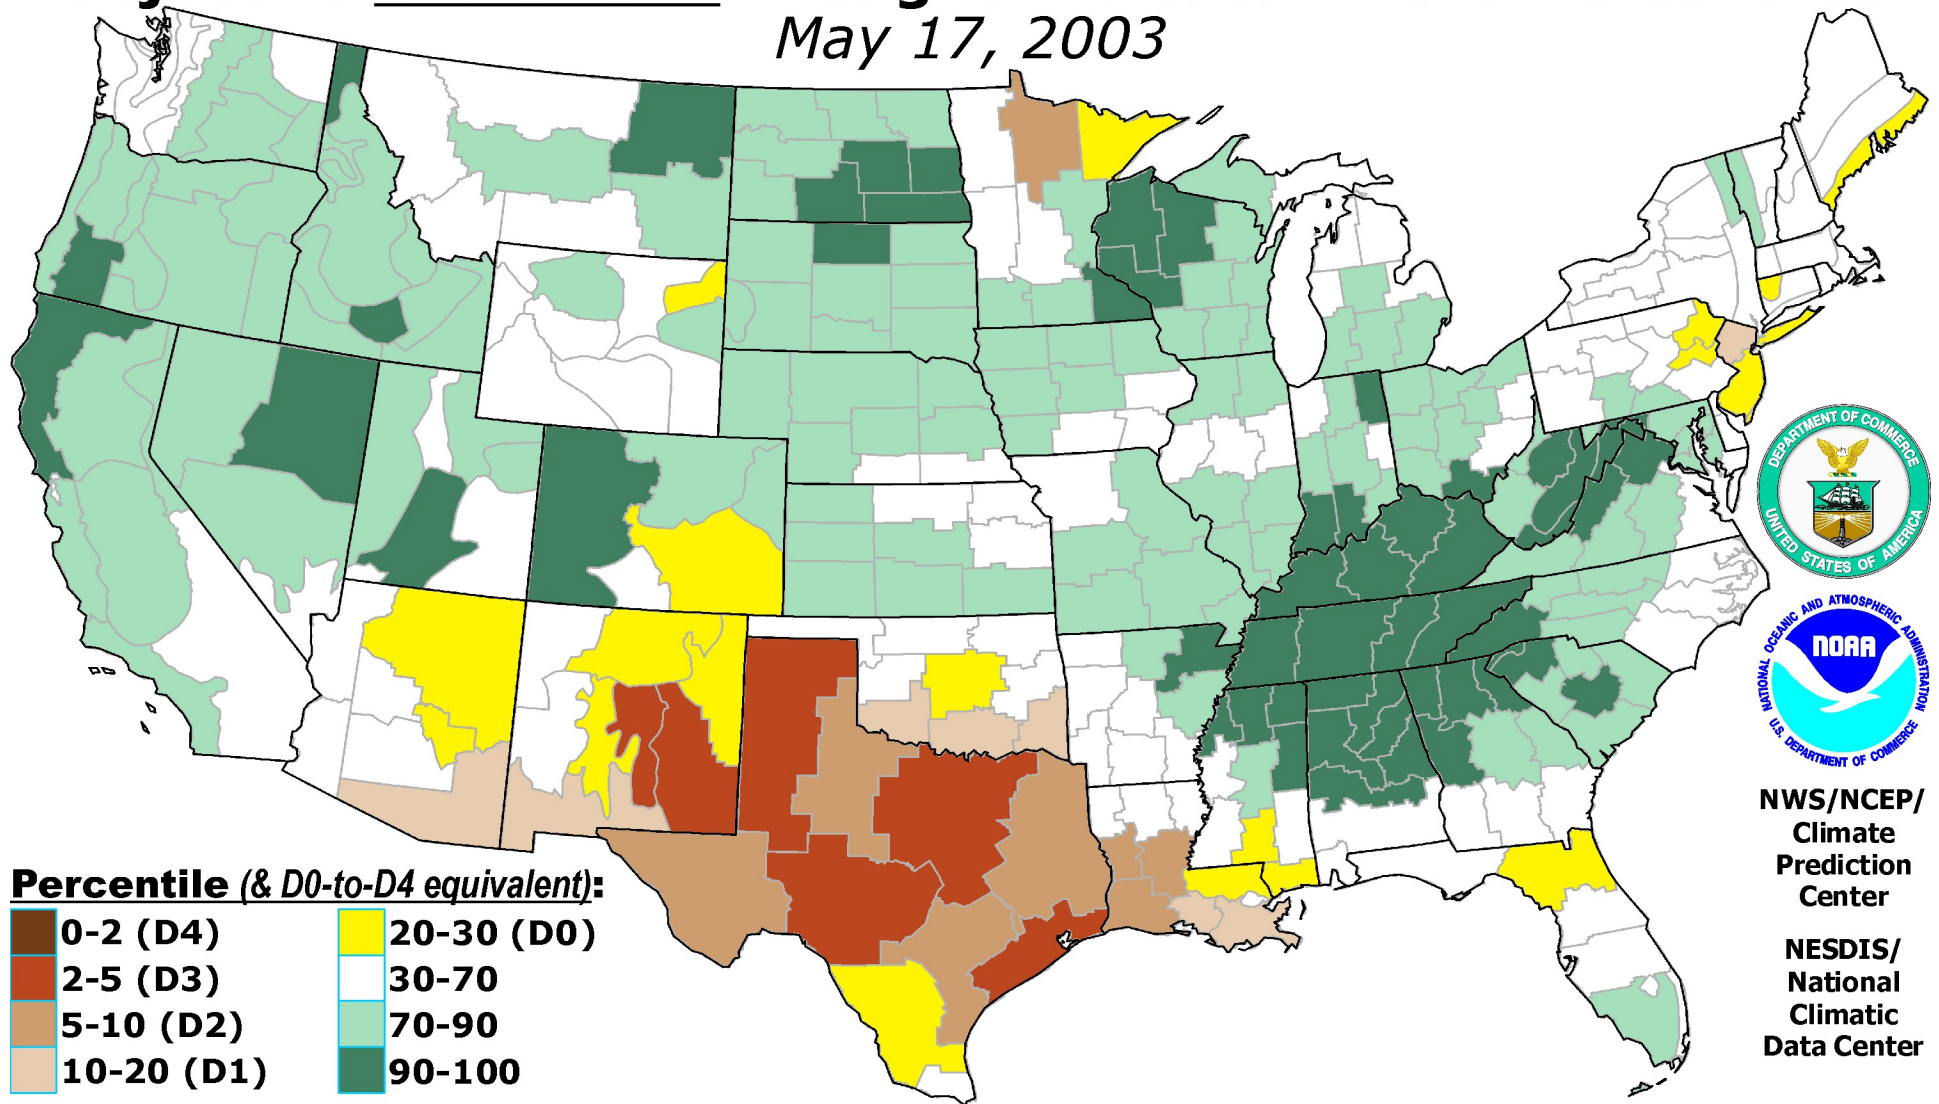 May 17, 2003
DEPARTMENT OF COMMERCE
UNITED STATES OF AMERICA
NATIONAL OCEANIC AND ATMOSPHERIC ADMINISTRATION
NOAA
U.S. DEPARTMENT OF COMMERCE
NWS/NCEP/
Climate
Prediction
Center
NESDIS/
National
Climatic
Data Center
Percentile (& D0-to-D4 equivalent):
0-2 (D4)
2-5 (D3)
5-10 (D2)
10-20 (D1)
20-30 (D0)
30-70
70-90
90-100